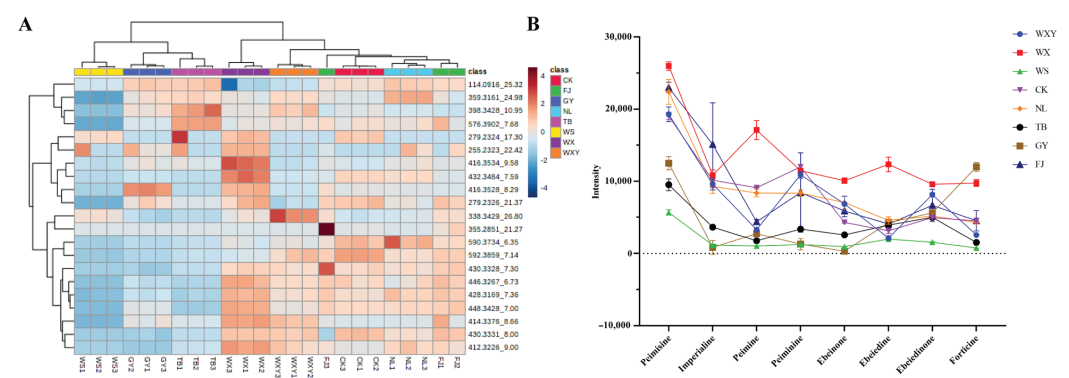 A
class
114.0916_25.32
359.3161_24.98
398.3428_10.95
576.3902_7.68
279.2324_17.30
255.2323_22.42
416.3534_9.58
432.3484_7.59
416.3528_8.29
279.2326_21.37
338.3429_26.80
355.2851_21.27
590.3734_6.35
592.3859_7.14
430.3328_7.30
446.3267_6.73
428.3169_7.36
448.3428_7.00
414.3376_8.66
430.3331_8.00
412.3226_9.00
WS1
WS2
WS3
GY2
GY1
GY3
TB1
TB2
TB3
WX3
WX1
WX2
WXY3
WXY1
WXY2
FJ3
CK3
CK1
CK2
NL1
NL2
NL3
FJ1
FJ2
4
2
0
-2
-4
class
CK
FJ
GY
NL
TB
WS
WX
WXY
B
Intensity
30,000
20,000
10,000
0
-10,000
Peimisine
Imperialine
Peimine
Peiminine
Ebeinone
Ebeiedine
Ebeiedinone
Forticine
WXY
WX
WS
CK
NL
TB
GY
FJ